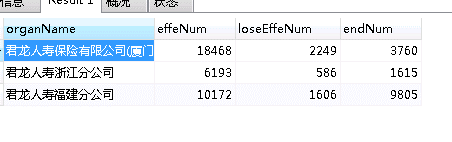 信息 Result 1 概况 状态
organName effeNum loseEffeNum endNum
君龙人寿保险有限公司(厦门 18468 2249 3760
君龙人寿浙江分公司 6193 586 1615
君龙人寿福建分公司 10172 1606 9805